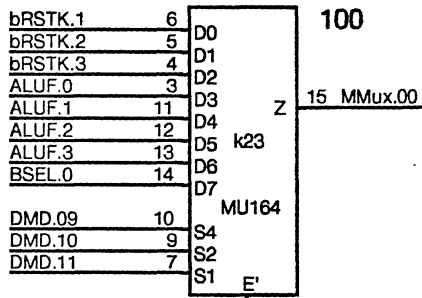 100
bRSTK.1 6 D0
bRSTK.2 5 D1
bRSTK.3 4 D2
ALUF.0 3 D3
ALUF.1 11 D4
ALUF.2 12 D5
ALUF.3 13 D6
BSEL.0 14 D7
Z 15 MMux.00
k23
MU164
DMD.09 10 S4
DMD.10 9 S2
DMD.11 7 S1
E'